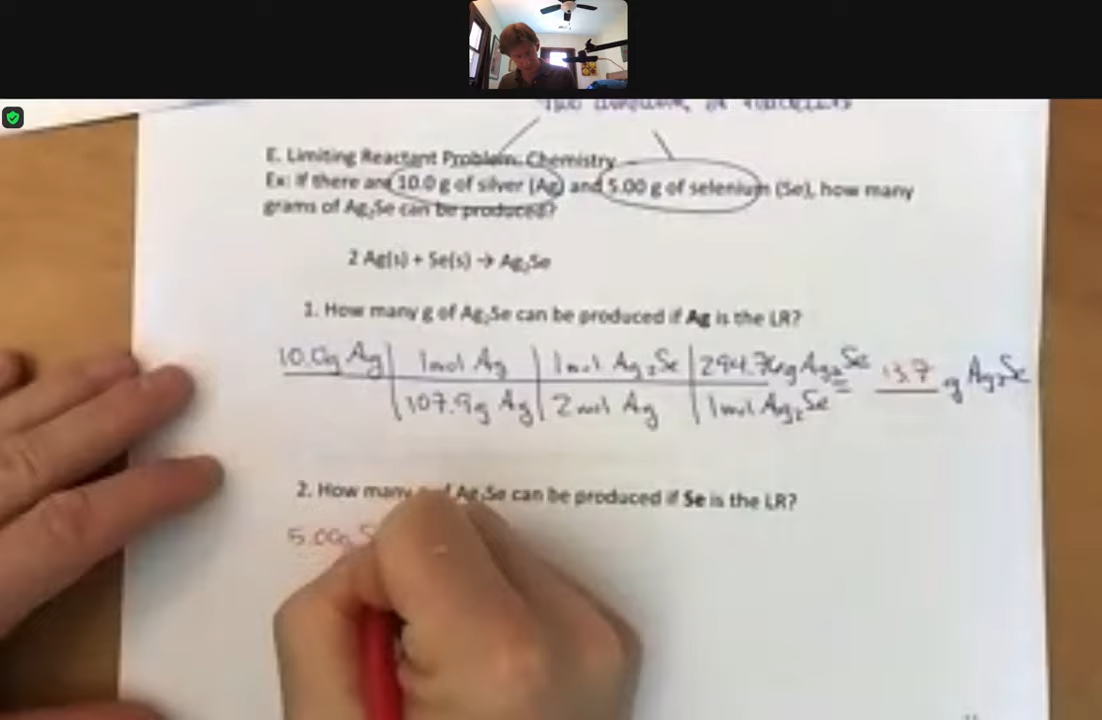 E. Limiting Reactant Problem. Chemistry
Ex: If there are 10.0 g of silver (Ag) and 5.00 g of selenium (Se), how many
grams of Ag₂Se can be produced?
2 Ag(s) + Se(s) → Ag₂Se
1. How many g of Ag₂Se can be produced if Ag is the LR?
10.0g Ag | 1mol Ag | 1mol Ag₂Se | 294.76g Ag₂Se = 13.7 g Ag₂Se
107.9g Ag | 2 mol Ag | 1mol Ag₂Se
2. How many Ag₂Se can be produced if Se is the LR?
5.00g S